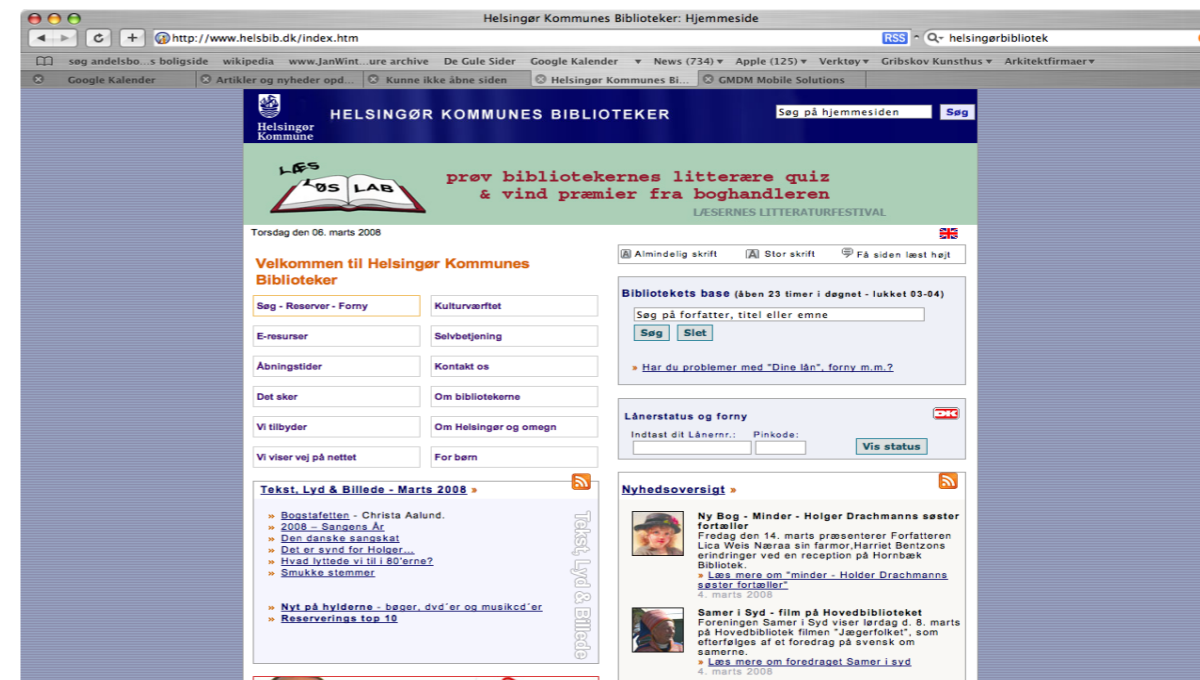 Helsingør Kommunes Biblioteker: Hjemmeside
http://www.helsbib.dk/index.htm
RSS
helsingørbibliotek
søg andelsbo...s boligside wikipedia www.JanWint...ure archive De Gule Sider Google Kalender News (734) Apple (125) Verktøy Gribskov Kunsthus Arkitektfirmaer
Google Kalender
Artikler og nyheder opd...
Kunne ikke åbne siden
Helsingør Kommunes Bi...
GMDM Mobile Solutions
Helsingør
Kommune
HELSINGØR KOMMUNES BIBLIOTEKER
Søg på hjemmesiden
Søg
LÆS
LØS LAB
prøv bibliotekernes litterære quiz
& vind præmier fra boghandleren
LÆSERNES LITTERATURFESTIVAL
Torsdag den 06. marts 2008
Velkommen til Helsingør Kommunes
Biblioteker
Søg - Reserver - Forny
Kulturværftet
E-resurser
Selvbetjening
Åbningstider
Kontakt os
Det sker
Om bibliotekerne
Vi tilbyder
Om Helsingør og omegn
Vi viser vej på nettet
For børn
Tekst, Lyd & Billede - Marts 2008 »
» Bogstafetten - Christa Aalund.
» 2008 – Sangens År
» Den danske sangskat
» Det er synd for Holger...
» Hvad lyttede vi til i 80'erne?
» Smukke stemmer
» Nyt på hylderne - bøger, dvd´er og musikcd´er
» Reserverings top 10
Tekst, Lyd & Billede
A Almindelig skrift
A Stor skrift
Få siden læst højt
Bibliotekets base (åben 23 timer i døgnet - lukket 03-04)
Søg på forfatter, titel eller emne
Søg
Slet
» Har du problemer med "Dine lån", forny m.m.?
Lånerstatus og forny
DK
Indtast dit Lånernr.: Pinkode:
Vis status
Nyhedsoversigt »
Ny Bog - Minder - Holger Drachmanns søster
fortæller
Fredag den 14. marts præsenterer Forfatteren
Lica Weis Næraa sin farmor,Harriet Bentzons
erindringer ved en reception på Hornbæk
Bibliotek.
» Læs mere om "minder - Holder Drachmanns
søster fortæller"
4. marts 2008
Samer i Syd - film på Hovedbiblioteket
Foreningen Samer i Syd viser lørdag d. 8. marts
på Hovedbibliotek filmen "Jægerfolket", som
efterfølges af et foredrag på svensk om
samerne.
» Læs mere om foredraget Samer i syd
4. marts 2008